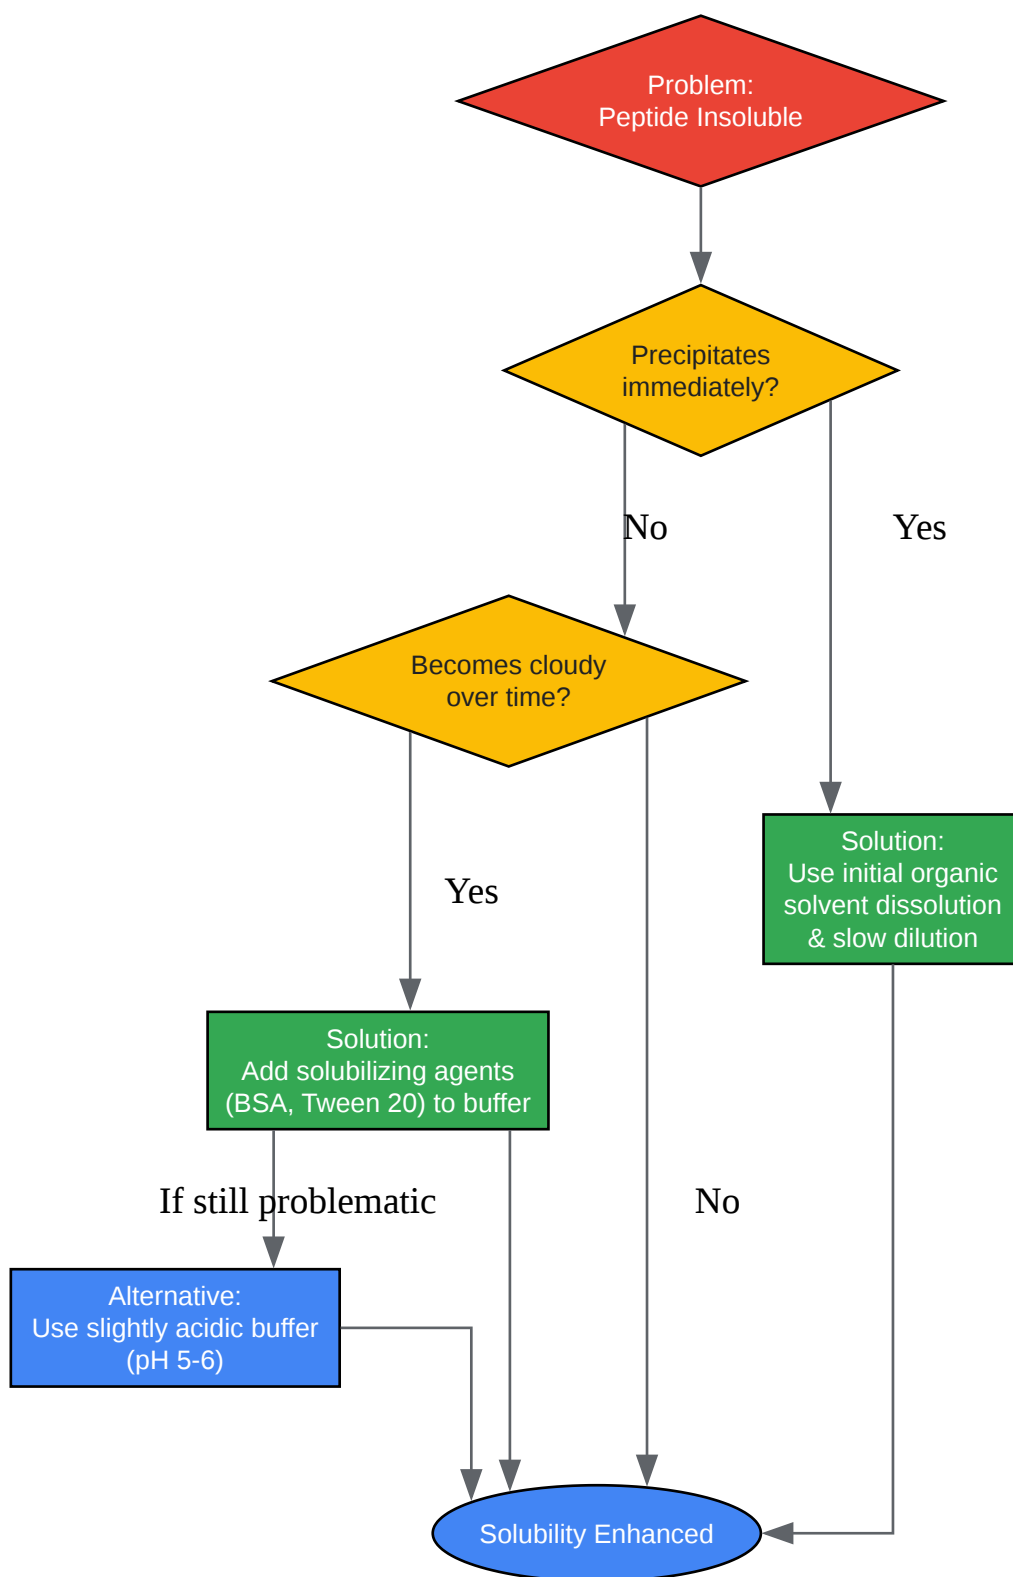 Problem:
Peptide Insoluble
Precipitates
immediately?
No
Yes
Becomes cloudy
over time?
Solution:
Use initial organic
solvent dissolution
& slow dilution
Yes
Solution:
Add solubilizing agents
(BSA, Tween 20) to buffer
If still problematic
No
Alternative:
Use slightly acidic buffer
(pH 5-6)
Solubility Enhanced